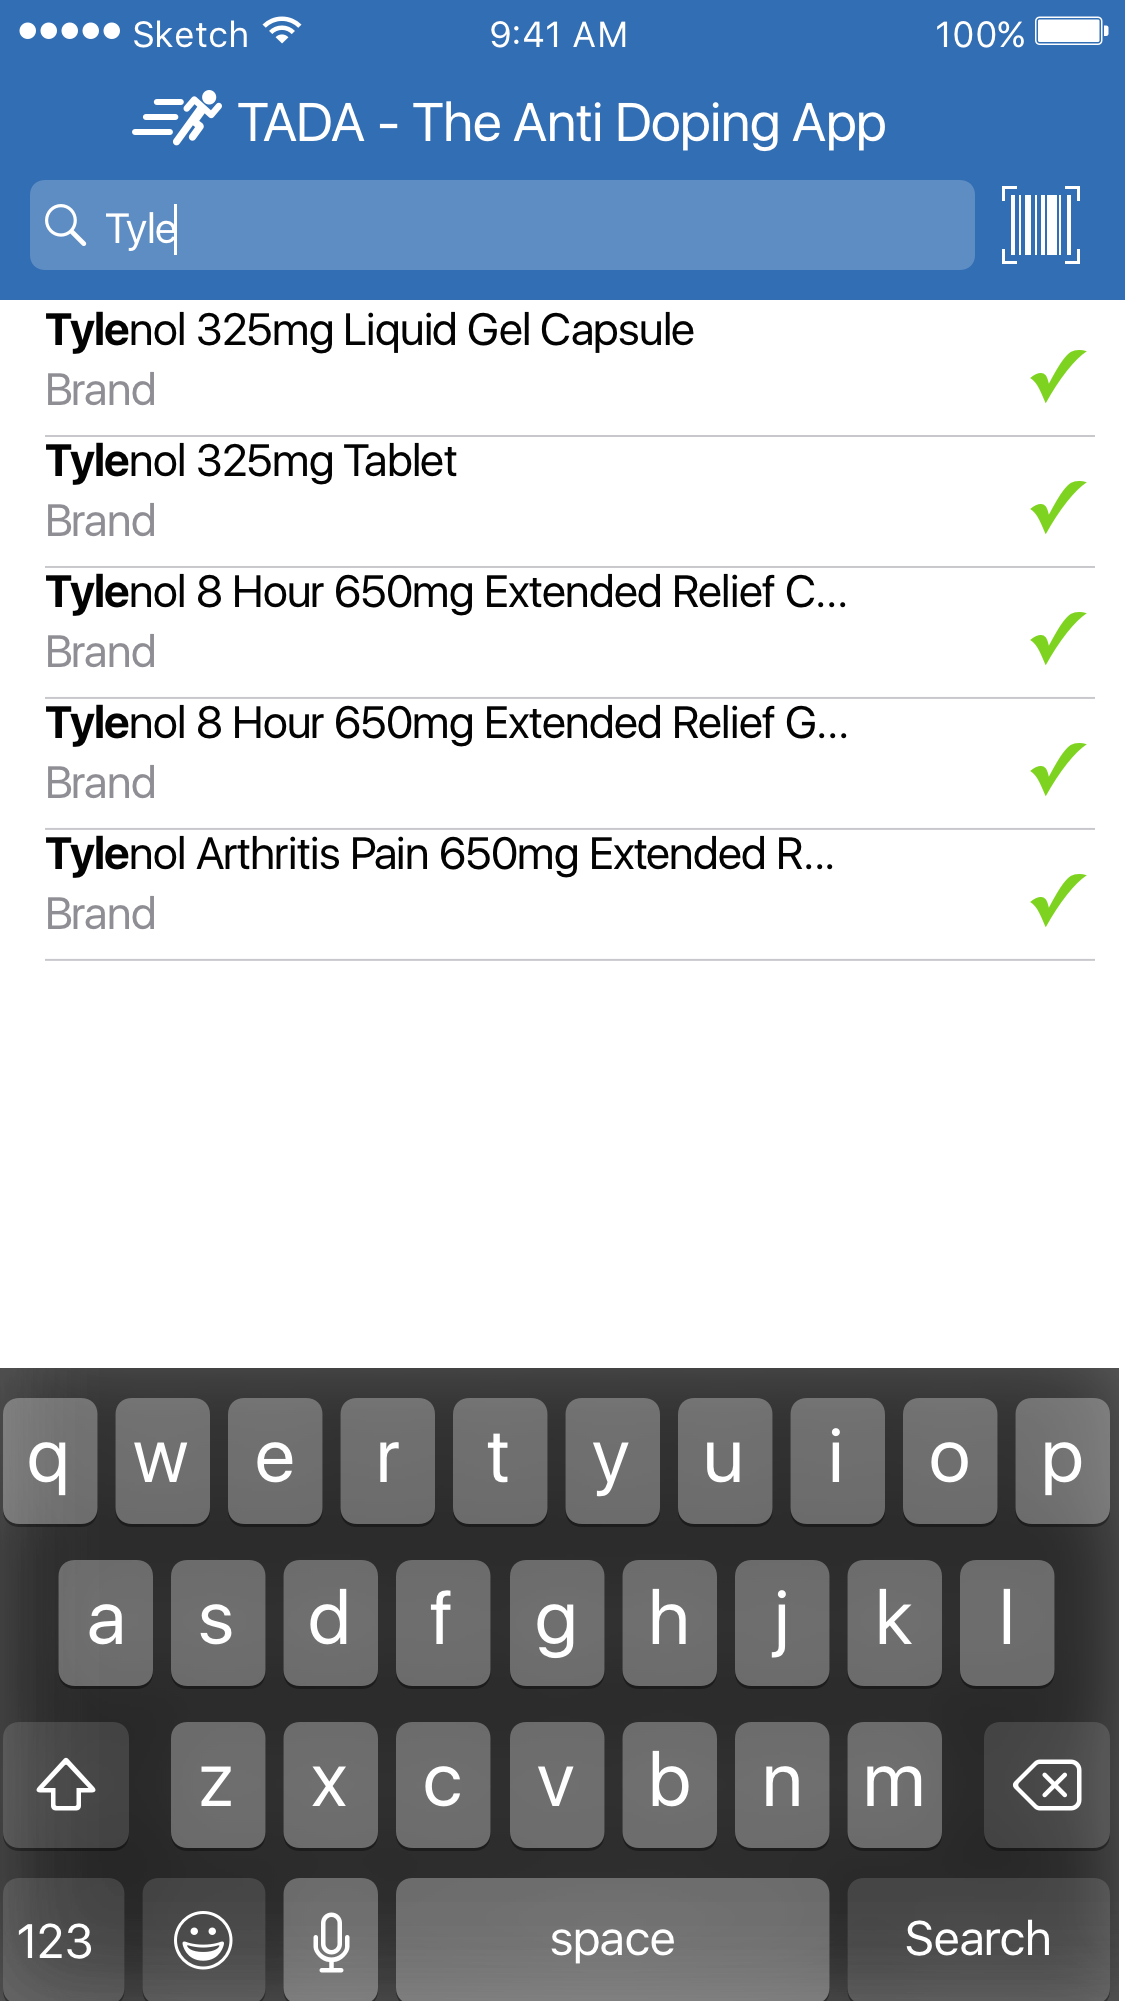 Sketch 9:41 AM 100%
TADA - The Anti Doping App
Tyle
Tylenol 325mg Liquid Gel Capsule
Brand
Tylenol 325mg Tablet
Brand
Tylenol 8 Hour 650mg Extended Relief C...
Brand
Tylenol 8 Hour 650mg Extended Relief G...
Brand
Tylenol Arthritis Pain 650mg Extended R...
Brand
q w e r t y u i o p
a s d f g h j k l
z x c v b n m
123 space Search